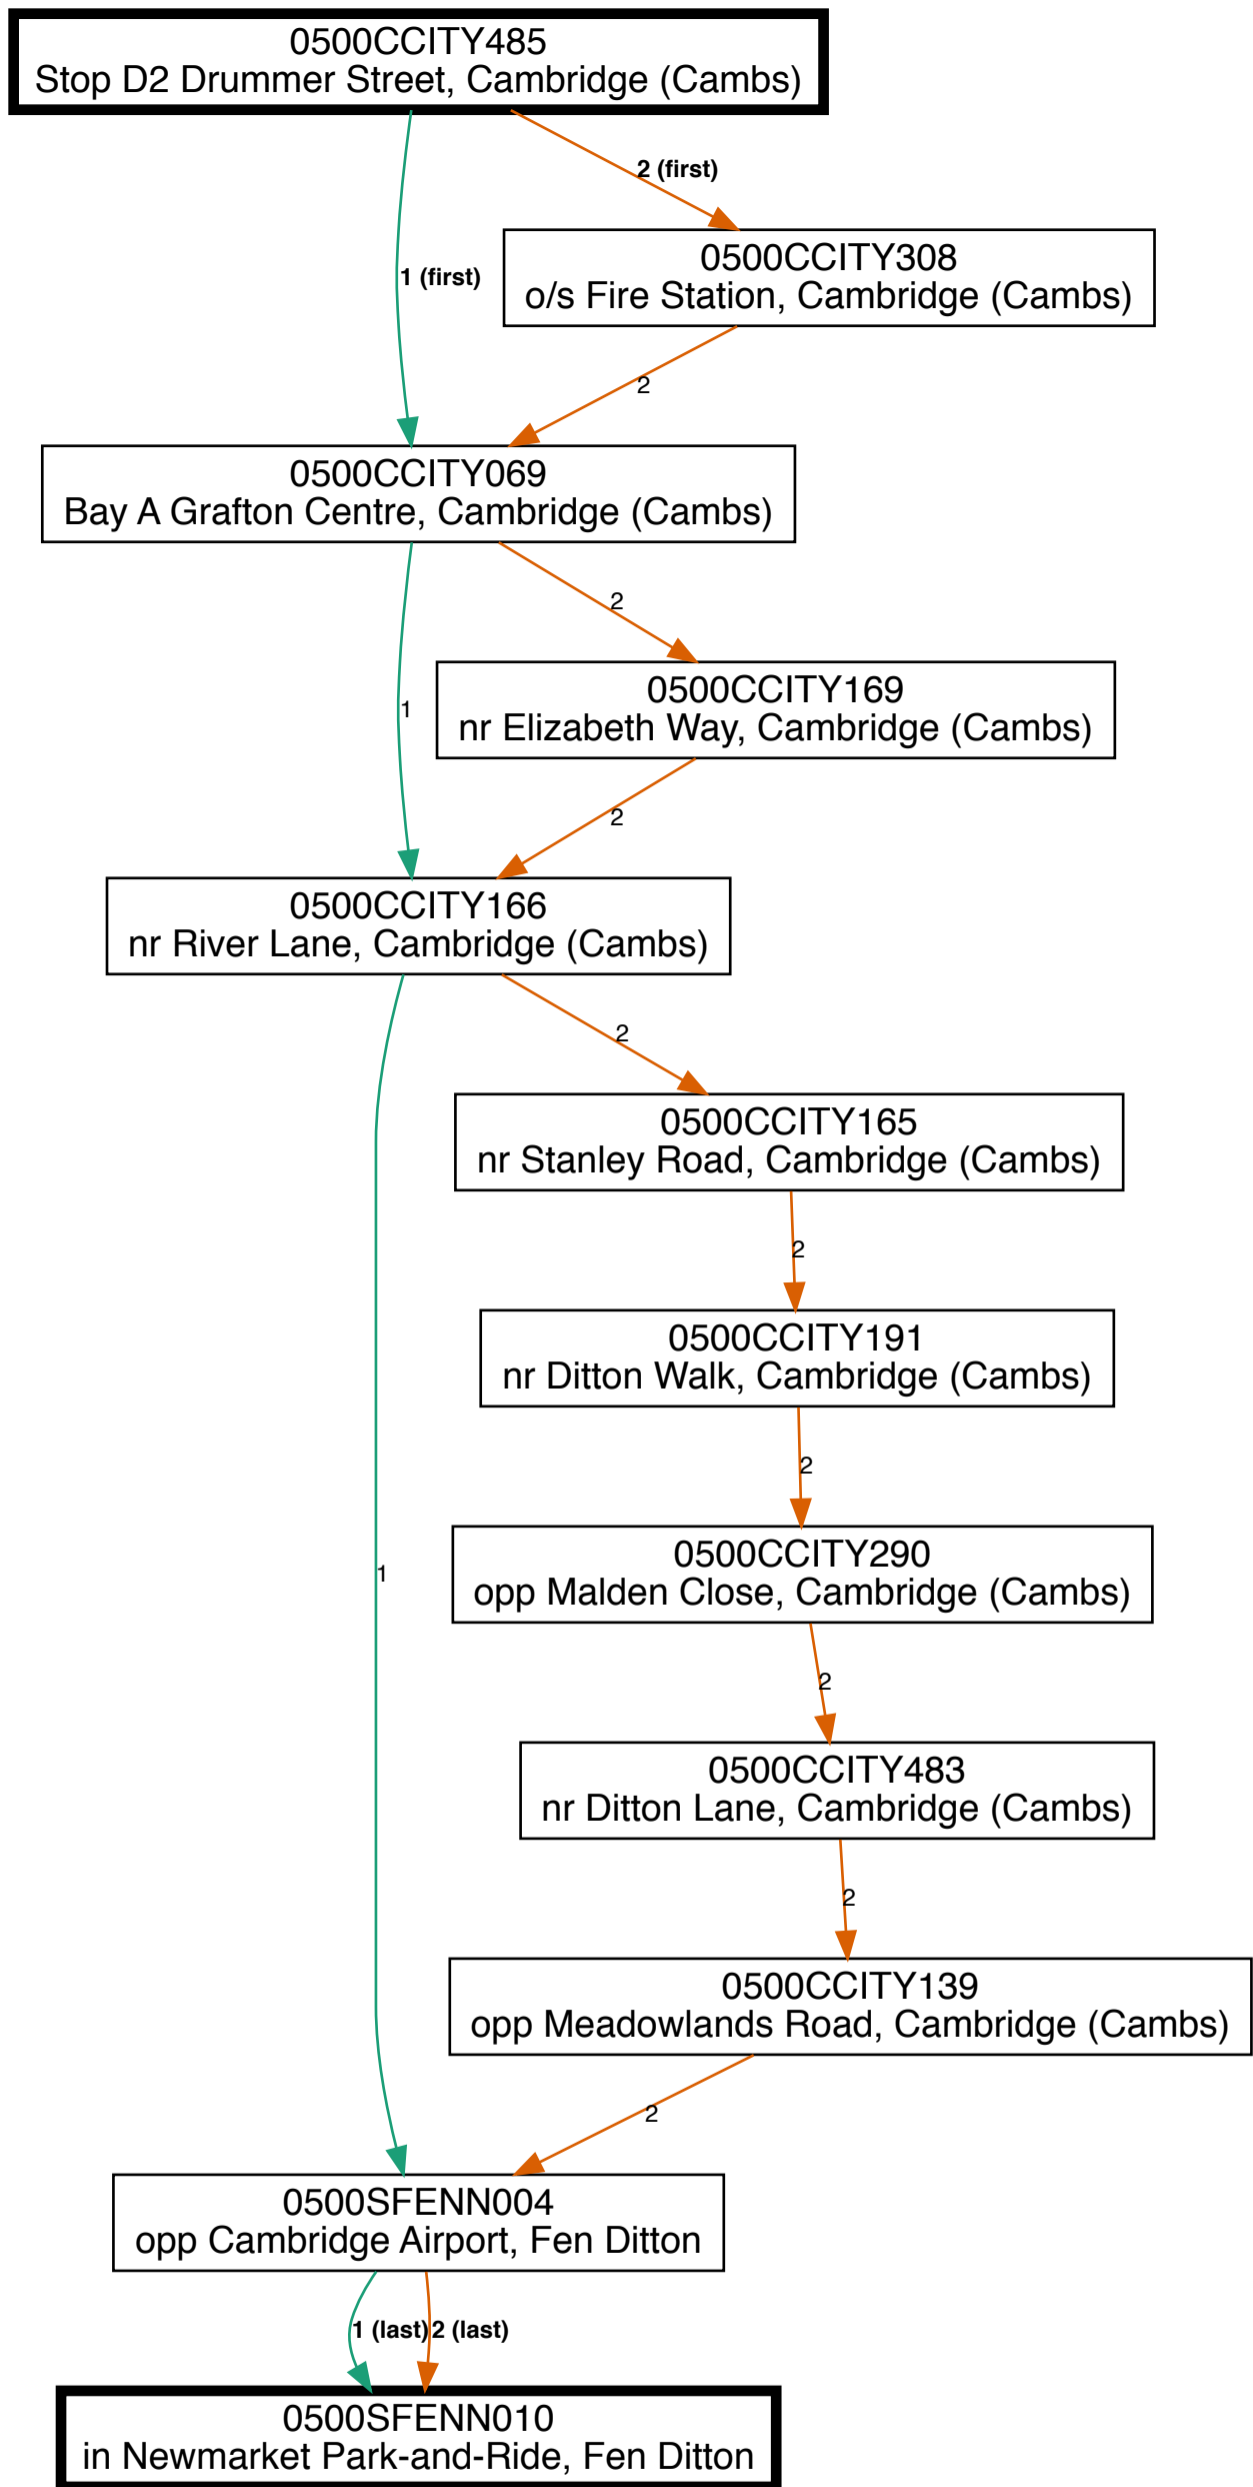 0500CCITY485
Stop D2 Drummer Street, Cambridge (Cambs)
2 (first)
0500CCITY308
o/s Fire Station, Cambridge (Cambs)
1 (first)
2
0500CCITY069
Bay A Grafton Centre, Cambridge (Cambs)
2
0500CCITY169
nr Elizabeth Way, Cambridge (Cambs)
1
2
0500CCITY166
nr River Lane, Cambridge (Cambs)
2
0500CCITY165
nr Stanley Road, Cambridge (Cambs)
2
0500CCITY191
nr Ditton Walk, Cambridge (Cambs)
2
0500CCITY290
opp Malden Close, Cambridge (Cambs)
1
2
0500CCITY483
nr Ditton Lane, Cambridge (Cambs)
2
0500CCITY139
opp Meadowlands Road, Cambridge (Cambs)
2
0500SFENN004
opp Cambridge Airport, Fen Ditton
1 (last) 2 (last)
0500SFENN010
in Newmarket Park-and-Ride, Fen Ditton